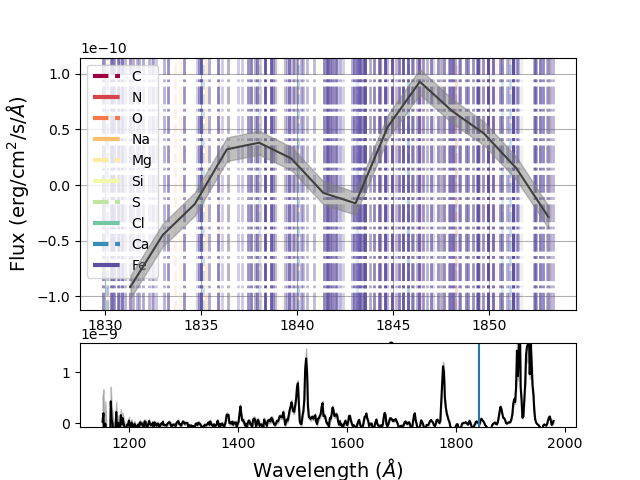 1e−10
Flux (erg/cm²/s/Å)
1.0
0.5
0.0
−0.5
−1.0
C
N
O
Na
Mg
Si
S
Cl
Ca
Fe
1830 1835 1840 1845 1850
1e−9
1
0
1200 1400 1600 1800 2000
Wavelength (Å)